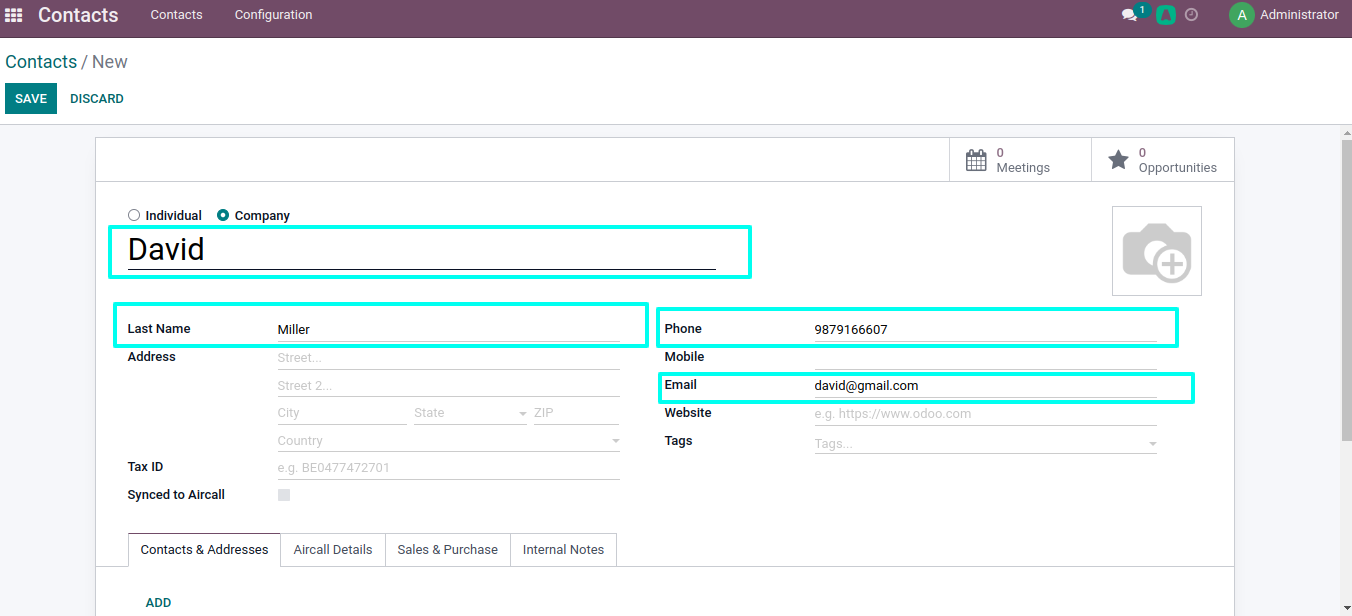 Contacts Contacts Configuration 1 A Administrator
Contacts / New
SAVE DISCARD
0 Meetings
0 Opportunities
Individual Company
David
Last Name Miller
Phone 9879166607
Address Street...
Mobile
Street 2...
Email david@gmail.com
City State ZIP
Website e.g. https://www.odoo.com
Country
Tags Tags...
Tax ID e.g. BE0477472701
Synced to Aircall
Contacts & Addresses Aircall Details Sales & Purchase Internal Notes
ADD